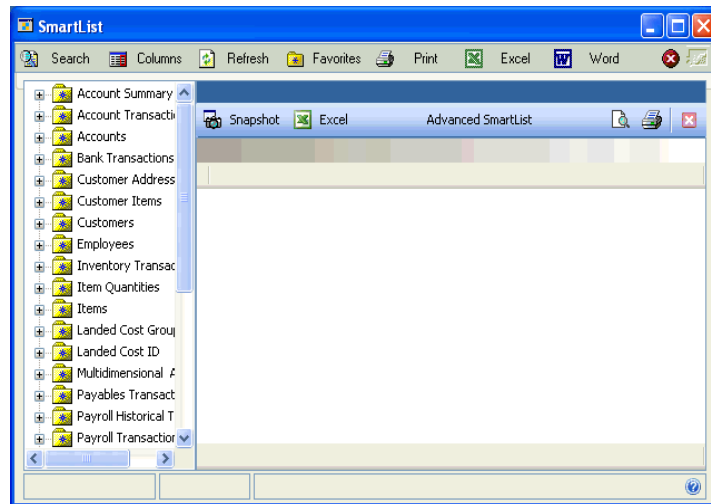 SmartList
Search Columns Refresh Favorites Print Excel Word
Account Summary
Account Transacti
Accounts
Bank Transactions
Customer Address
Customer Items
Customers
Employees
Inventory Transac
Item Quantities
Items
Landed Cost Grou
Landed Cost ID
Multidimensional A
Payables Transact
Payroll Historical T
Payroll Transaction
Snapshot Excel Advanced SmartList